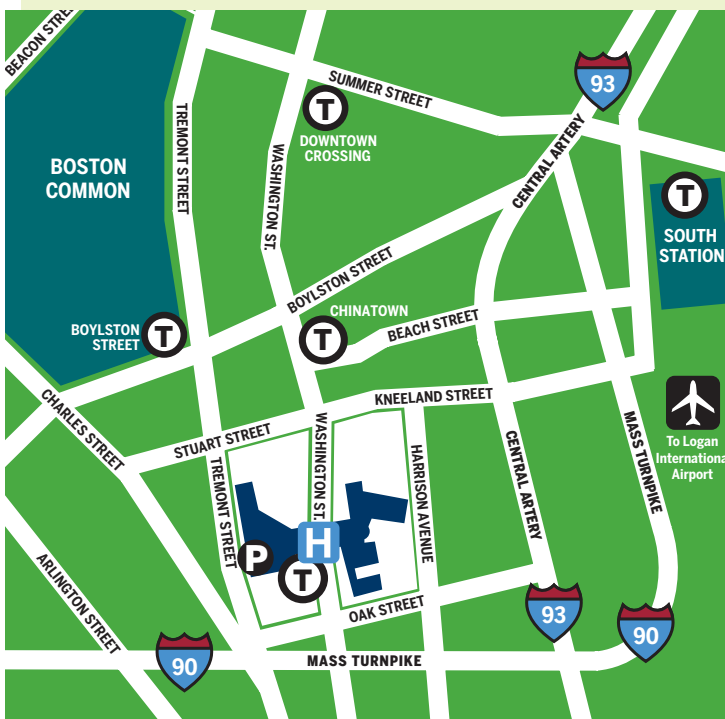 BEACON STREET
93
SUMMER STREET
TREMONT STREET
T
DOWNTOWN
CROSSING
CENTRAL ARTERY
BOSTON
COMMON
WASHINGTON ST.
T
SOUTH
STATION
BOYLSTON STREET
BOYLSTON
STREET
T
CHINATOWN
T
BEACH STREET
CHARLES STREET
KNEELAND STREET
To Logan
International
Airport
STUART STREET
WASHINGTON ST.
TREMONT STREET
HARRISON AVENUE
CENTRAL ARTERY
MASS TURNPIKE
H
P
T
ARLINGTON STREET
OAK STREET
93
90
90
MASS TURNPIKE